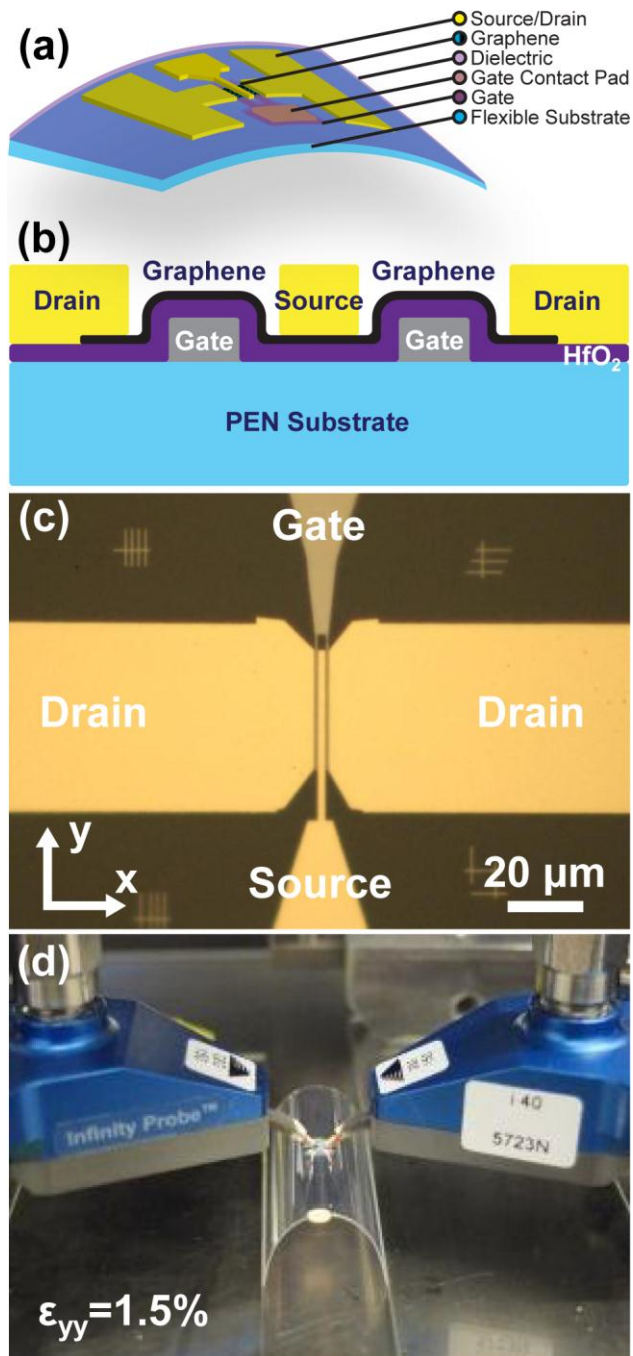 (a)
Source/Drain
Graphene
Dielectric
Gate Contact Pad
Gate
Flexible Substrate
(b)
Graphene Graphene
Drain Source Drain
Gate Gate
HfO₂
PEN Substrate
(c)
Gate
Drain Drain
y
x
Source 20 µm
(d)
Infinity Probe™
i 40
5723N
εyy=1.5%